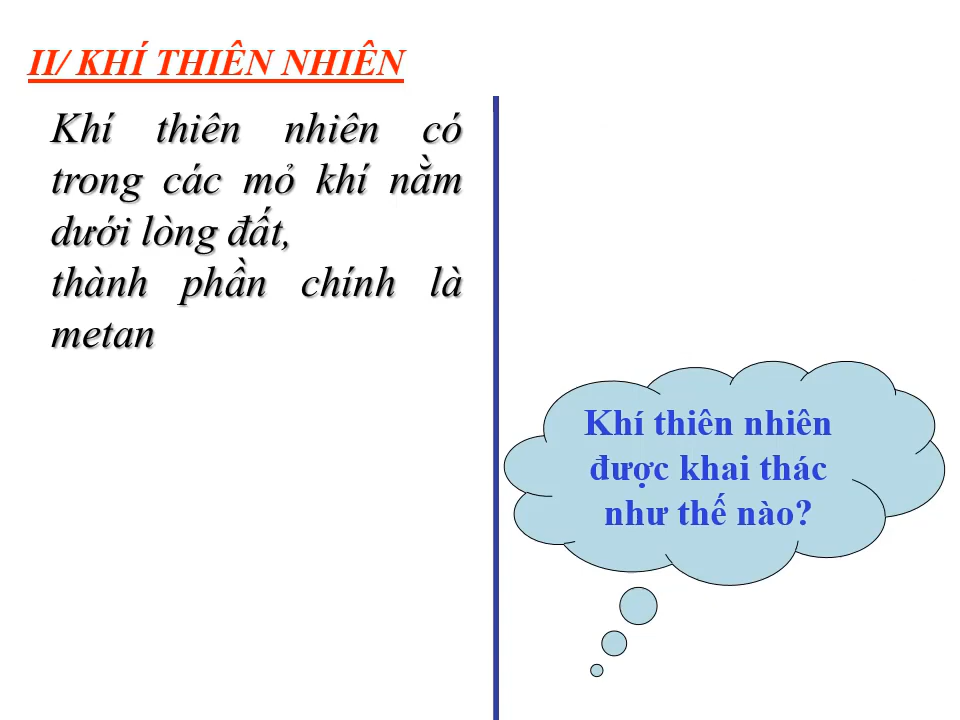 II/ KHÍ THIÊN NHIÊN
Khí thiên nhiên có
trong các mỏ khí nằm
dưới lòng đất,
thành phần chính là
metan
Khí thiên nhiên
được khai thác
như thế nào?